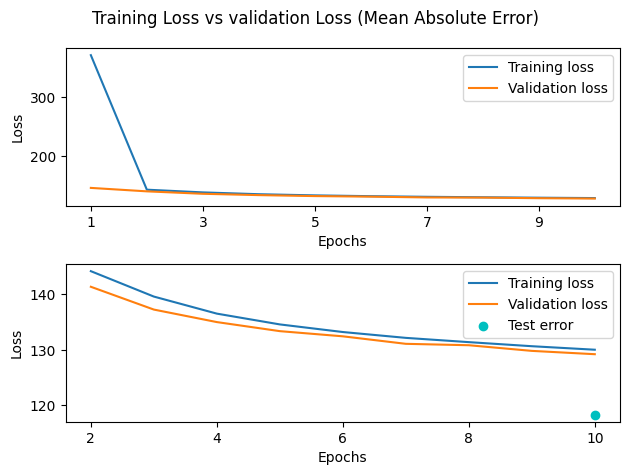 Training Loss vs validation Loss (Mean Absolute Error)
Training loss
Validation loss
300
200
Loss
1 3 5 7 9
Epochs
Training loss
Validation loss
Test error
140
130
120
Loss
2 4 6 8 10
Epochs